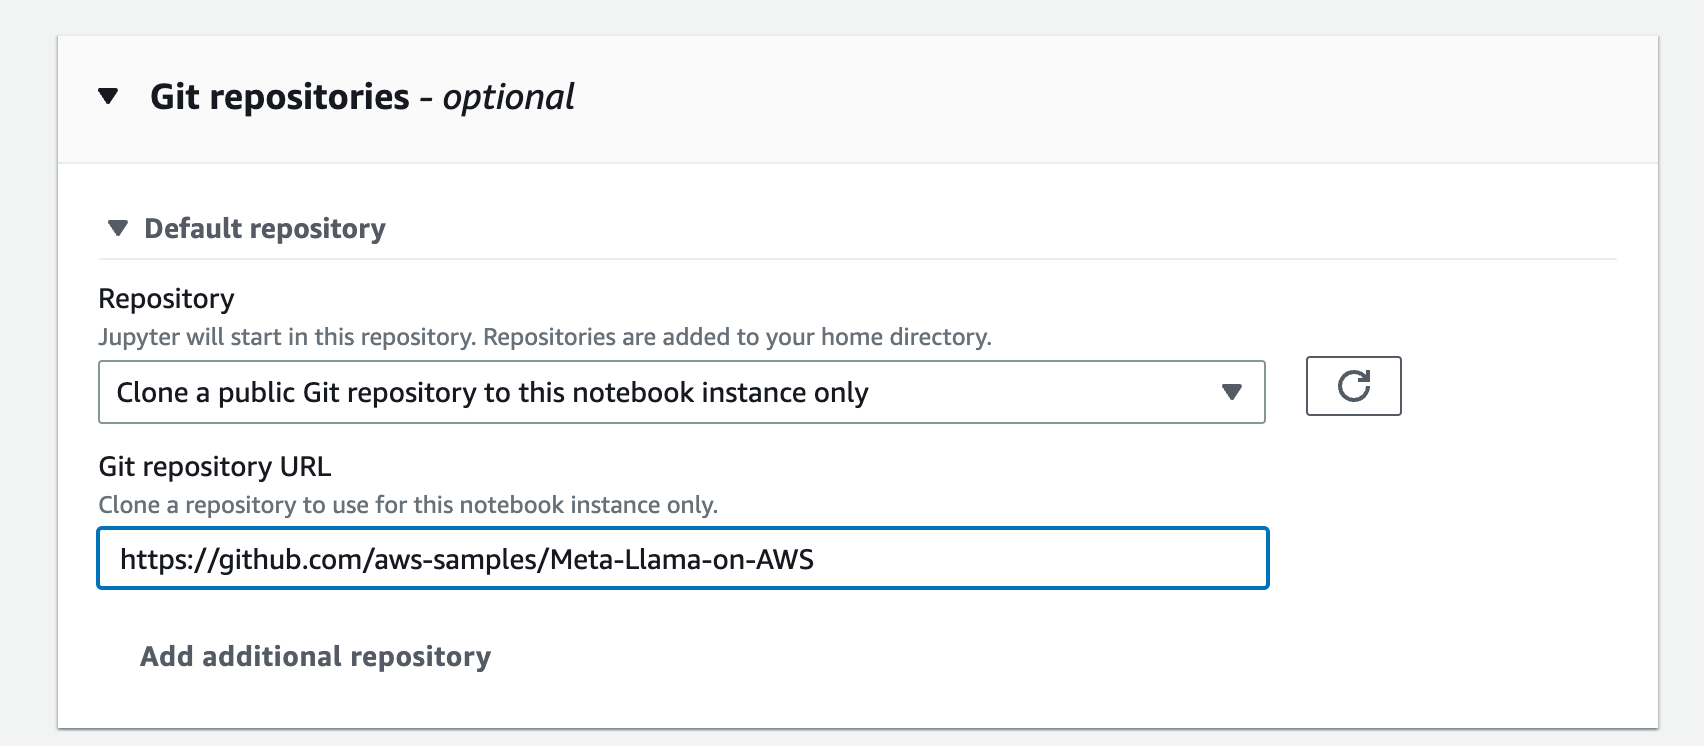 Git repositories - optional
Default repository
Repository
Jupyter will start in this repository. Repositories are added to your home directory.
Clone a public Git repository to this notebook instance only
Git repository URL
Clone a repository to use for this notebook instance only.
https://github.com/aws-samples/Meta-Llama-on-AWS
Add additional repository